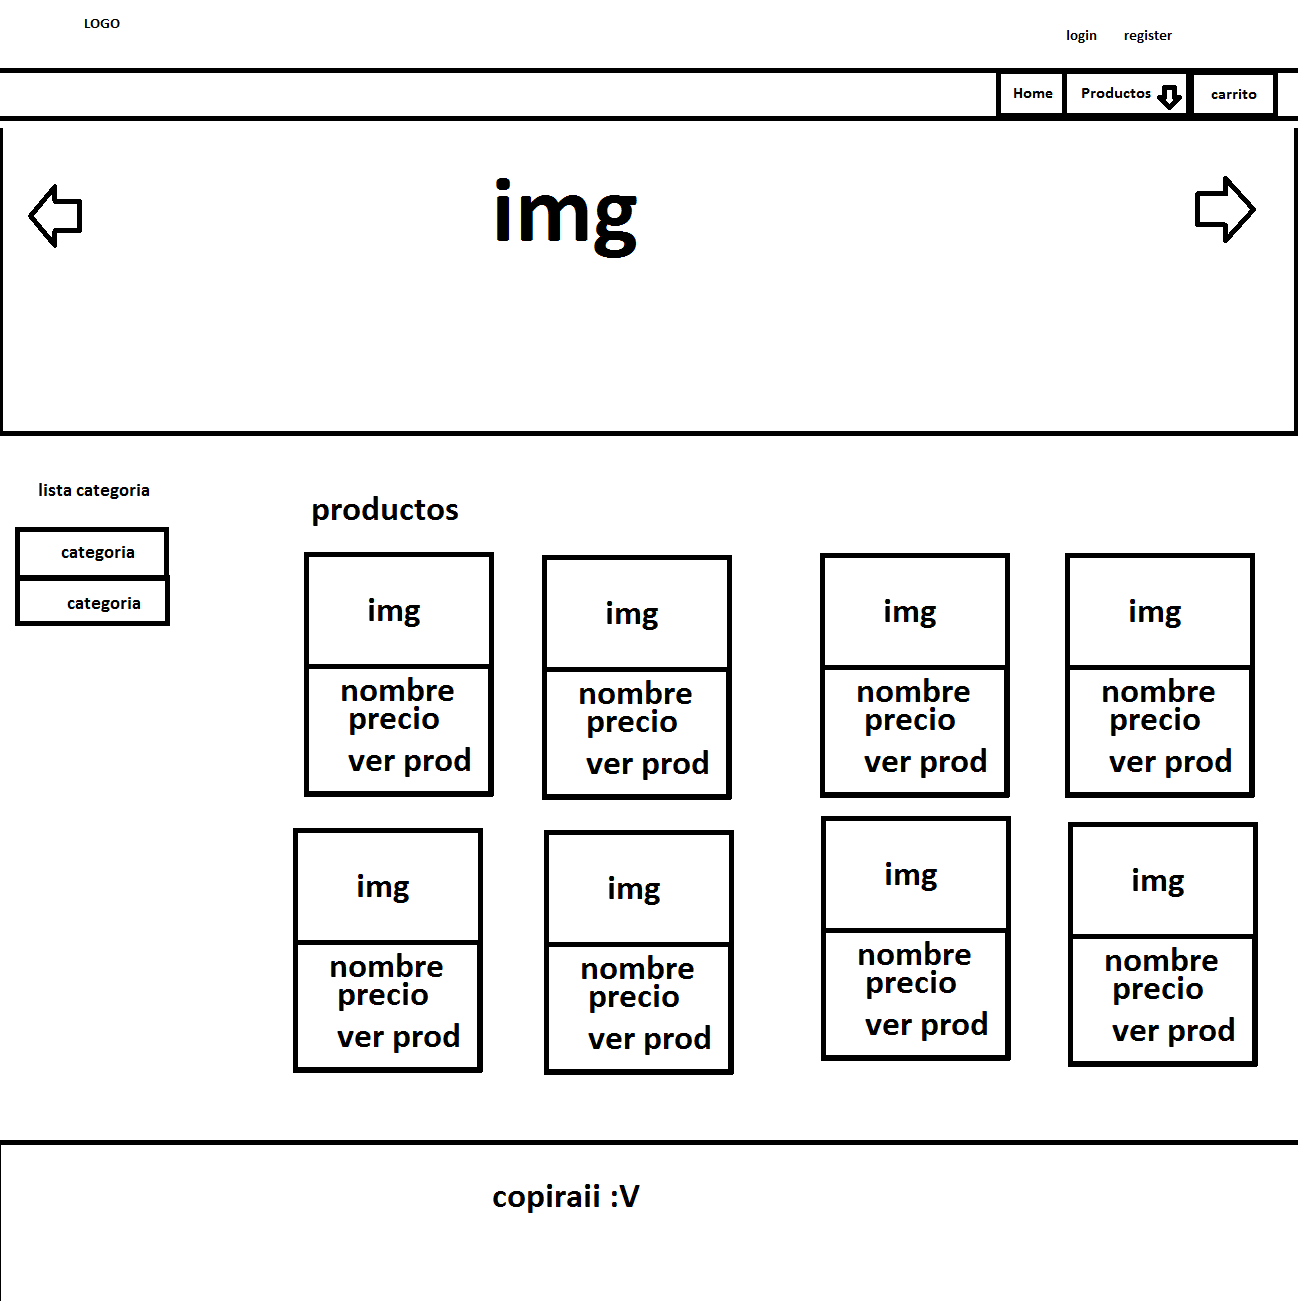 LOGO
login register
Home Productos carrito
img
lista categoria
productos
categoria
categoria
img img img img
nombre nombre nombre nombre
precio precio precio precio
ver prod ver prod ver prod ver prod
img img img img
nombre nombre nombre nombre
precio precio precio precio
ver prod ver prod ver prod ver prod
copiraii :V